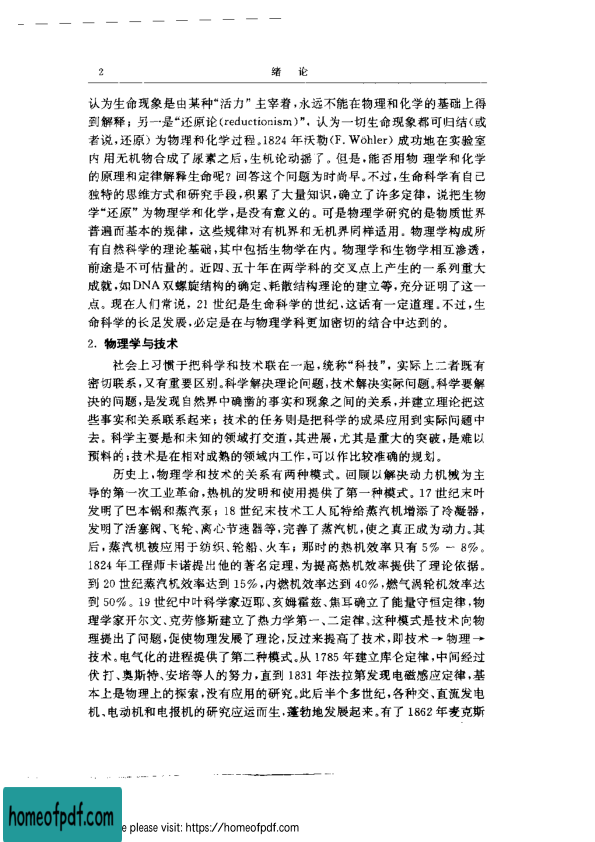 2 绪 论
认为生命现象是由某种“活力”主宰着,永远不能在物理和化学的基础上得
到解释; 另一是“还原论(reductionism)”, 认为一切生命现象都可归结(或
者说,还原) 为物理和化学过程。1824 年沃勒(F. Wöhler) 成功地在实验室
内用无机物合成了尿素之后,生机论动摇了。但是,能否用物理学和化学
的原理和定律解释生命呢? 回答这个问题为时尚早。不过,生命科学有自己
独特的思维方式和研究手段,积累了大量知识,确立了许多定律, 说把生物
学“还原”为物理学和化学,是没有意义的。可是物理学研究的是物质世界
普遍而基本的规律, 这些规律对有机界和无机界同样适用。物理学构成所
有自然科学的理论基础,其中包括生物学在内。物理学和生物学相互渗透,
前途是不可估量的。近四、五十年在两学科的交叉点上产生的一系列重大
成就,如DNA双螺旋结构的确定、耗散结构理论的建立等,充分证明了这一
点。现在人们常说, 21 世纪是生命科学的世纪,这话有一定道理。不过,生
命科学的长足发展,必定是在与物理学科更加密切的结合中达到的。
2. 物理学与技术
社会上习惯于把科学和技术联在一起,统称“科技”, 实际上二者既有
密切联系,又有重要区别。科学解决理论问题,技术解决实际问题。科学要解
决的问题,是发现自然界中确凿的事实和现象之间的关系,并建立理论把这
些事实和关系联系起来; 技术的任务则是把科学的成果应用到实际问题中
去。科学主要是和未知的领域打交道,其进展,尤其是重大的突破,是难以
预料的;技术是在相对成熟的领域内工作,可以作比较准确的规划。
历史上,物理学和技术的关系有两种模式。回顾以解决动力机械为主
导的第一次工业革命,热机的发明和使用提供了第一种模式。17 世纪末叶
发明了巴本锅和蒸汽泵; 18 世纪末技术工人瓦特给蒸汽机增添了冷凝器,
发明了活塞阀、飞轮、离心节速器等,完善了蒸汽机,使之真正成为动力。其
后,蒸汽机被应用于纺织、轮船、火车; 那时的热机效率只有 5% - 8%。
1824 年工程师卡诺提出他的著名定理,为提高热机效率提供了理论依据。
到 20 世纪蒸汽机效率达到 15%,内燃机效率达到 40%,燃气涡轮机效率达
到 50%。19 世纪中叶科学家迈耶、亥姆霍兹、焦耳确立了能量守恒定律,物
理学家开尔文、克劳修斯建立了热力学第一、二定律。这种模式是技术向物
理提出了问题,促使物理发展了理论,反过来提高了技术,即技术→物理→
技术。电气化的进程提供了第二种模式。从 1785 年建立库仑定律,中间经过
伏打、奥斯特、安培等人的努力,直到 1831 年法拉第发现电磁感应定律,基
本上是物理上的探索,没有应用的研究。此后半个多世纪,各种交、直流发电
机、电动机和电报机的研究应运而生,蓬勃地发展起来。有了 1862 年麦克斯
homeofpdf.com
e please visit: https://homeofpdf.com